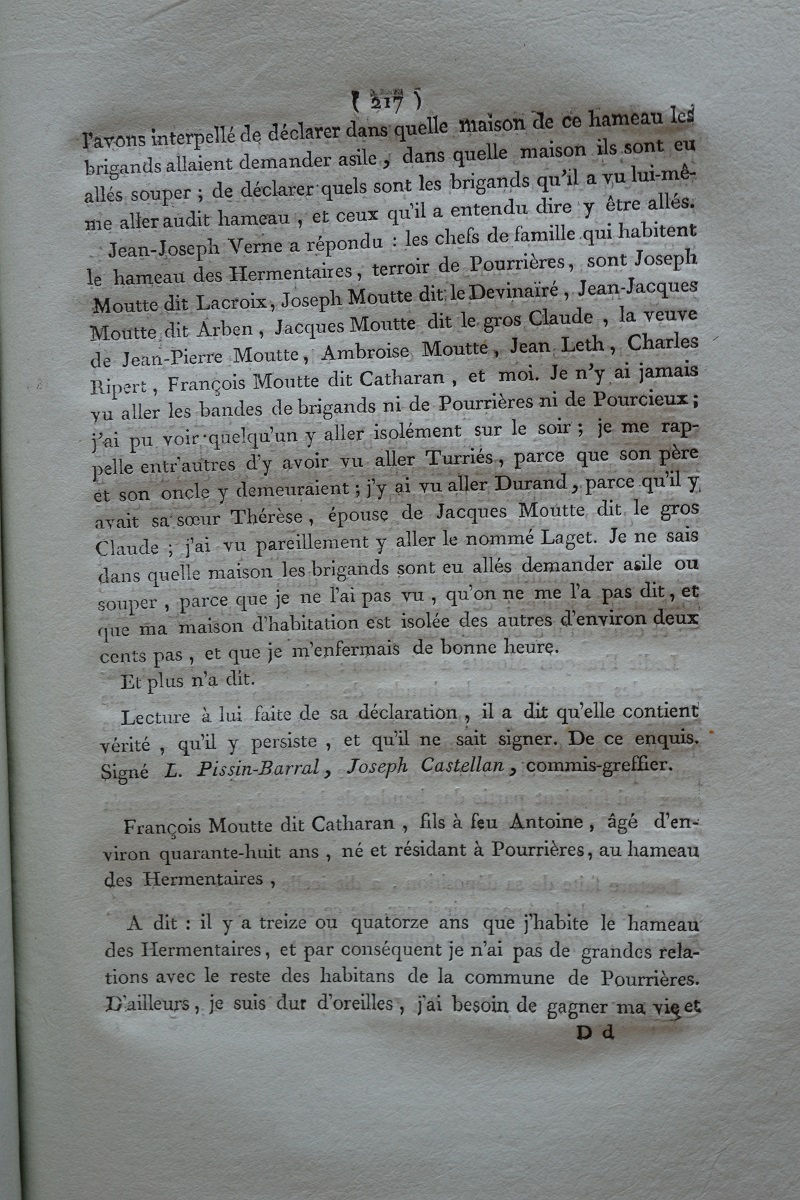 ( 217 )
l'avons interpellé de déclarer dans quelle maison de ce hameau les
brigands allaient demander asile, dans quelle maison ils sont eu
allés souper ; de déclarer quels sont les brigands qu'il a vu lui-mê-
me aller audit hameau, et ceux qu'il a entendu dire y être allés.
Jean-Joseph Verne a répondu : les chefs de famille qui habitent
le hameau des Hermentaires, terroir de Pourrières, sont Joseph
Moutte dit Lacroix, Joseph Moutte dit le Devinaïré, Jean-Jacques
Moutte dit Arben, Jacques Moutte dit le gros Claude, la veuve
de Jean-Pierre Moutte, Ambroise Moutte, Jean Leth, Charles
Ripert, François Moutte dit Catharan, et moi. Je n'y ai jamais
vu aller les bandes de brigands ni de Pourrières ni de Pourcieux ;
j'ai pu voir quelqu'un y aller isolément sur le soir ; je me rap-
pelle entr'autres d'y avoir vu aller Turriés, parce que son père
et son oncle y demeuraient ; j'y ai vu aller Durand, parce qu'il y
avait sa sœur Thérèse, épouse de Jacques Moutte dit le gros
Claude ; j'ai vu pareillement y aller le nommé Laget. Je ne sais
dans quelle maison les brigands sont eu allés demander asile ou
souper, parce que je ne l'ai pas vu, qu'on ne me l'a pas dit, et
que ma maison d'habitation est isolée des autres d'environ deux
cents pas, et que je m'enfermais de bonne heure.
Et plus n'a dit.
Lecture à lui faite de sa déclaration, il a dit qu'elle contient
vérité, qu'il y persiste, et qu'il ne sait signer. De ce enquis.
Signé L. Pissin-Barral, Joseph Castellan, commis-greffier.
François Moutte dit Catharan, fils à feu Antoine, âgé d'en-
viron quarante-huit ans, né et résidant à Pourrières, au hameau
des Hermentaires,
A dit : il y a treize ou quatorze ans que j'habite le hameau
des Hermentaires, et par conséquent je n'ai pas de grandes rela-
tions avec le reste des habitans de la commune de Pourrières.
D'ailleurs, je suis dur d'oreilles, j'ai besoin de gagner ma vie et
D d